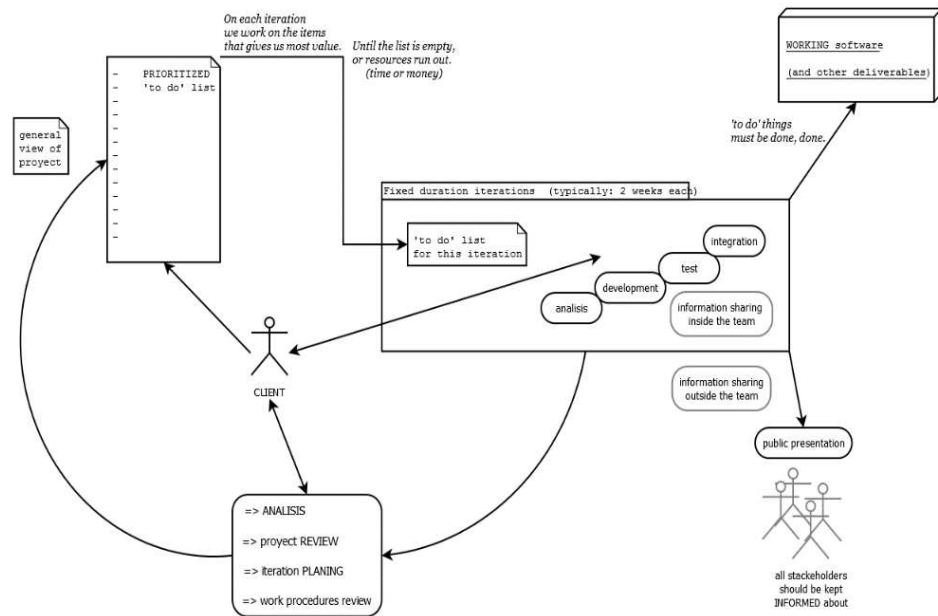 On each iteration
we work on the items
that gives us most value.
Until the list is empty,
or resources run out.
(time or money)
PRIORITIZED
'to do' list
general
view of
proyect
WORKING software
(and other deliverables)
'to do' things
must be done, done.
Fixed duration iterations (typically: 2 weeks each)
'to do' list
for this iteration
integration
test
development
analisis
information sharing
inside the team
CLIENT
information sharing
outside the team
public presentation
=> ANALISIS
=> proyect REVIEW
=> iteration PLANING
=> work procedures review
all stackeholders
should be kept
INFORMED about